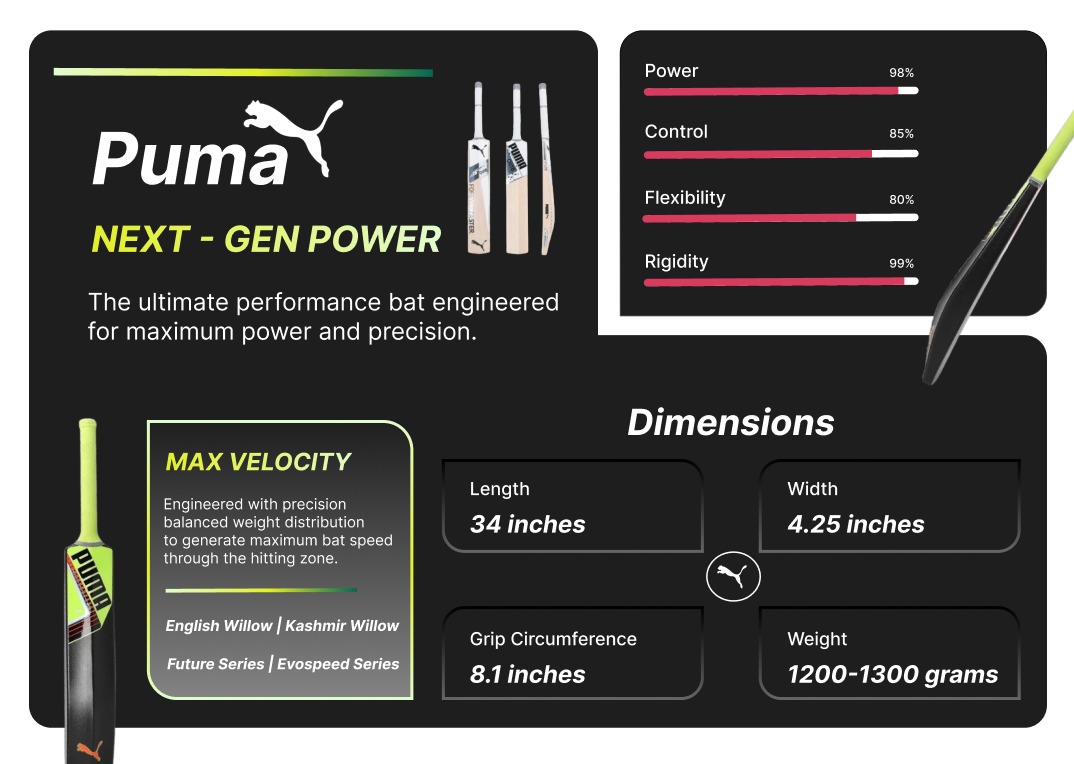 Puma
NEXT - GEN POWER
The ultimate performance bat engineered
for maximum power and precision.
PUMA
Power 98%
Control 85%
Flexibility 80%
Rigidity 99%
PUMA
MAX VELOCITY
Engineered with precision
balanced weight distribution
to generate maximum bat speed
through the hitting zone.
English Willow | Kashmir Willow
Future Series | Evospeed Series
Dimensions
Length
34 inches
Width
4.25 inches
Grip Circumference
8.1 inches
Weight
1200-1300 grams